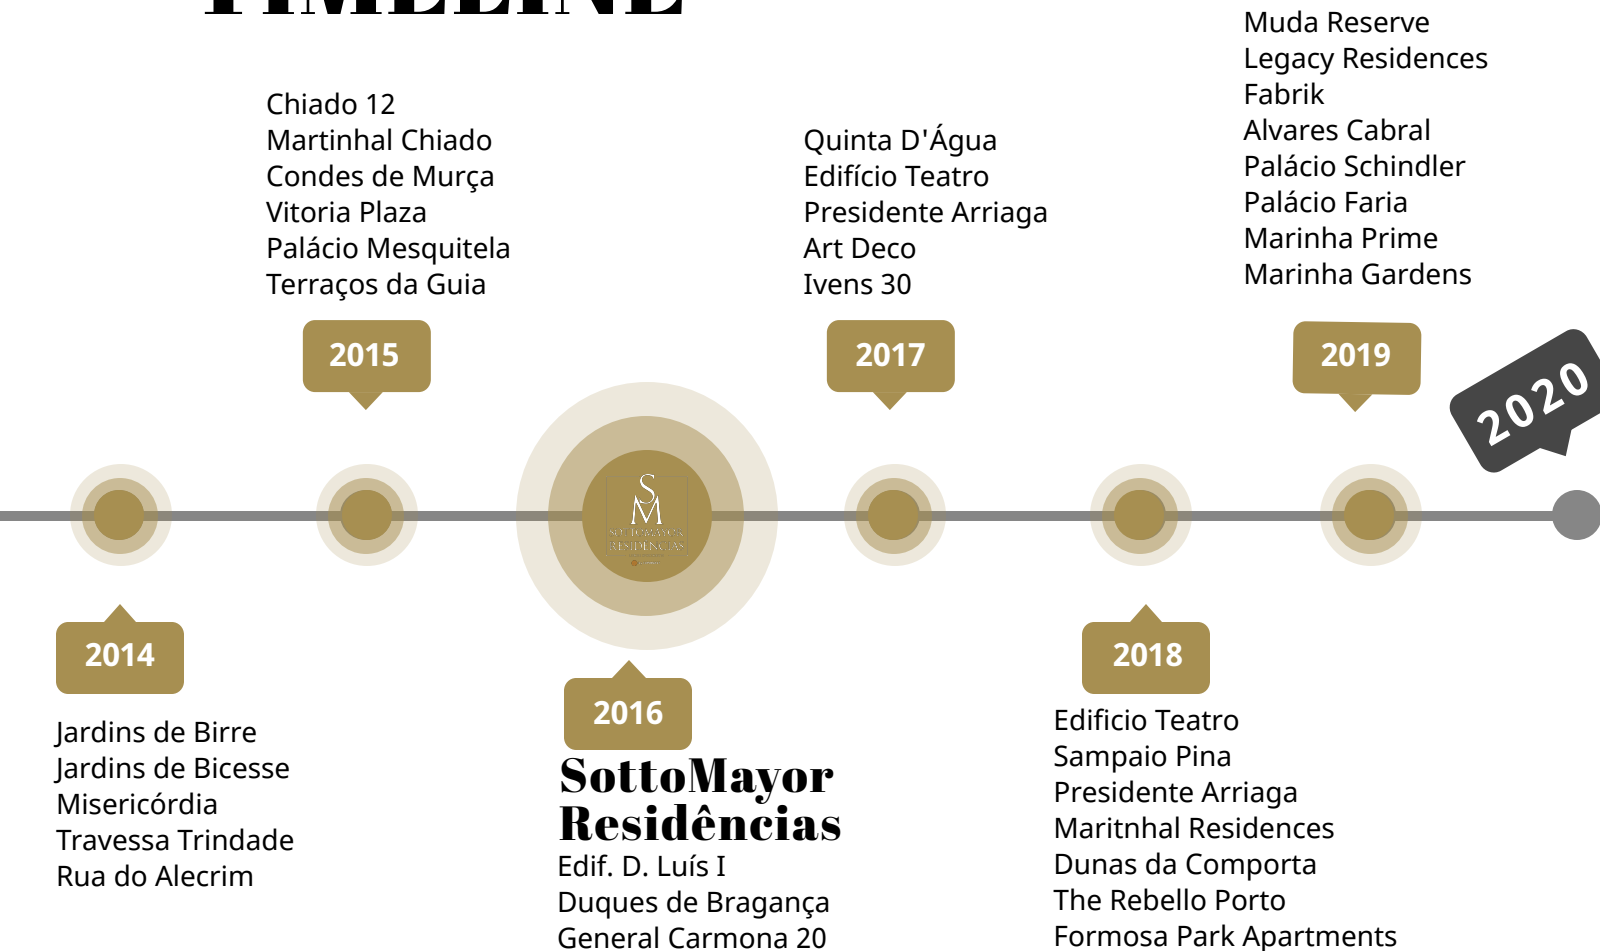 TIMELINE
Chiado 12
Martinhal Chiado
Condes de Murça
Vitoria Plaza
Palácio Mesquitela
Terraços da Guia
2015
Quinta D'Água
Edifício Teatro
Presidente Arriaga
Art Deco
Ivens 30
2017
Muda Reserve
Legacy Residences
Fabrik
Alvares Cabral
Palácio Schindler
Palácio Faria
Marinha Prime
Marinha Gardens
2019
2020
SM
SOTTOMAYOR
RESIDÊNCIAS
2014
Jardins de Birre
Jardins de Bicesse
Misericórdia
Travessa Trindade
Rua do Alecrim
2016
SottoMayor
Residências
Edif. D. Luís I
Duques de Bragança
General Carmona 20
2018
Edificio Teatro
Sampaio Pina
Presidente Arriaga
Maritnhal Residences
Dunas da Comporta
The Rebello Porto
Formosa Park Apartments